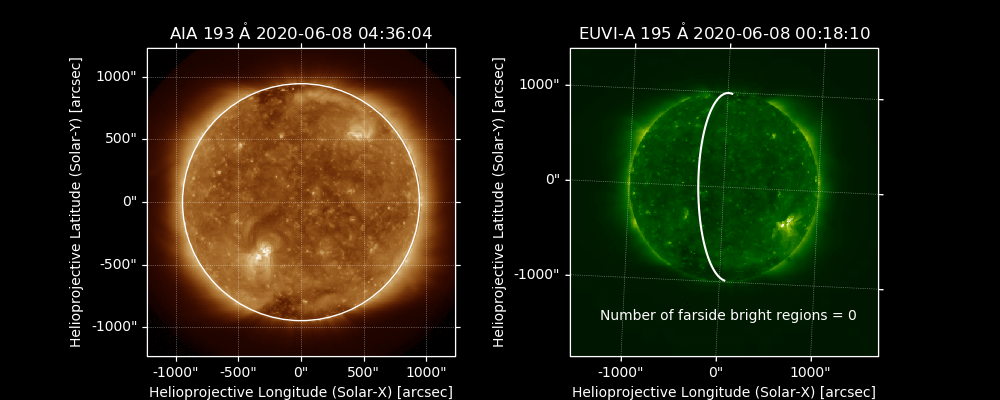 AIA 193 Å 2020-06-08 04:36:04
Helioprojective Latitude (Solar-Y) [arcsec]
1000"
500"
0"
-500"
-1000"
-1000" -500" 0" 500" 1000"
Helioprojective Longitude (Solar-X) [arcsec]
EUVI-A 195 Å 2020-06-08 00:18:10
Helioprojective Latitude (Solar-Y) [arcsec]
1000"
0"
-1000"
Number of farside bright regions = 0
-1000" 0" 1000"
Helioprojective Longitude (Solar-X) [arcsec]